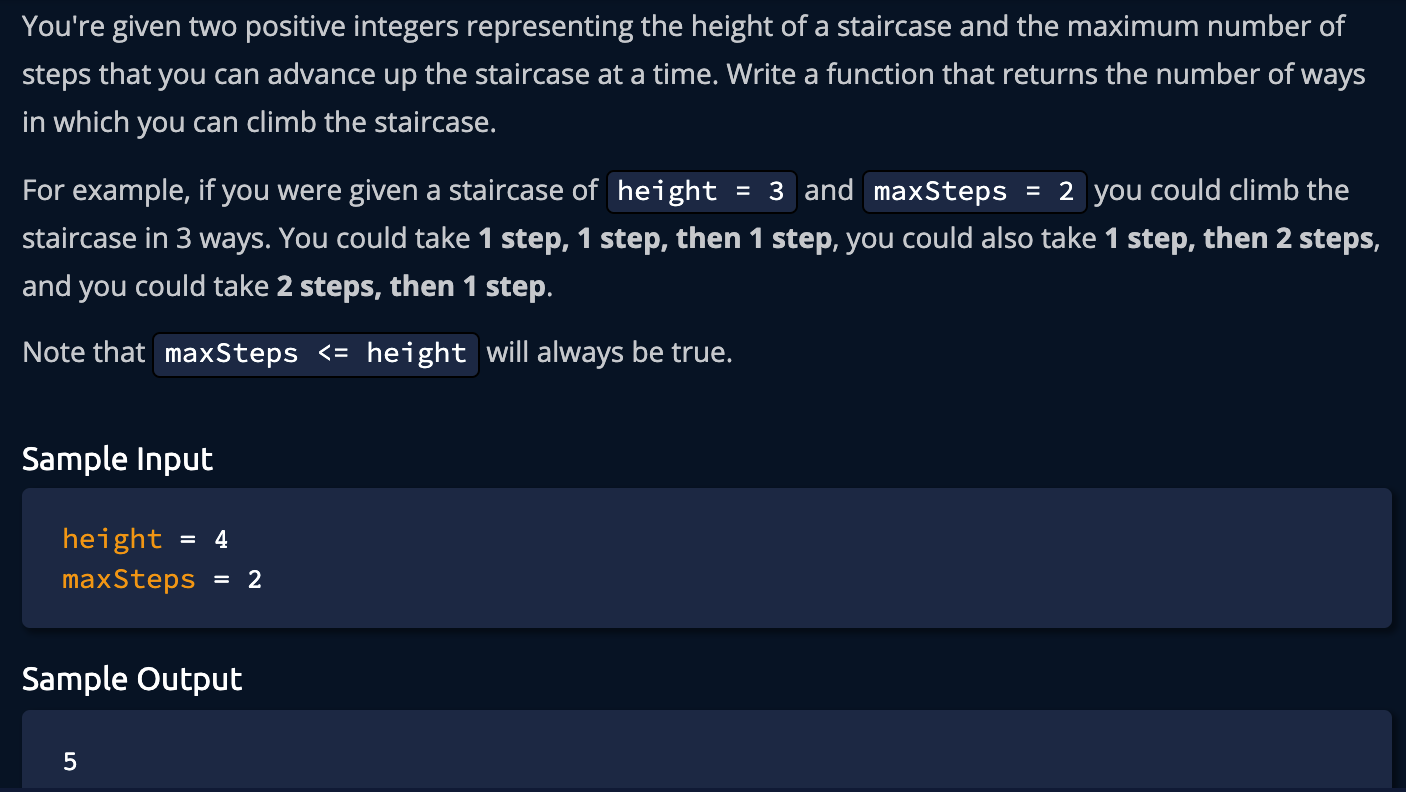 You're given two positive integers representing the height of a staircase and the maximum number of
steps that you can advance up the staircase at a time. Write a function that returns the number of ways
in which you can climb the staircase.
For example, if you were given a staircase of height = 3 and maxSteps = 2 you could climb the
staircase in 3 ways. You could take 1 step, 1 step, then 1 step, you could also take 1 step, then 2 steps,
and you could take 2 steps, then 1 step.
Note that maxSteps <= height will always be true.
Sample Input
height = 4
maxSteps = 2
Sample Output
5